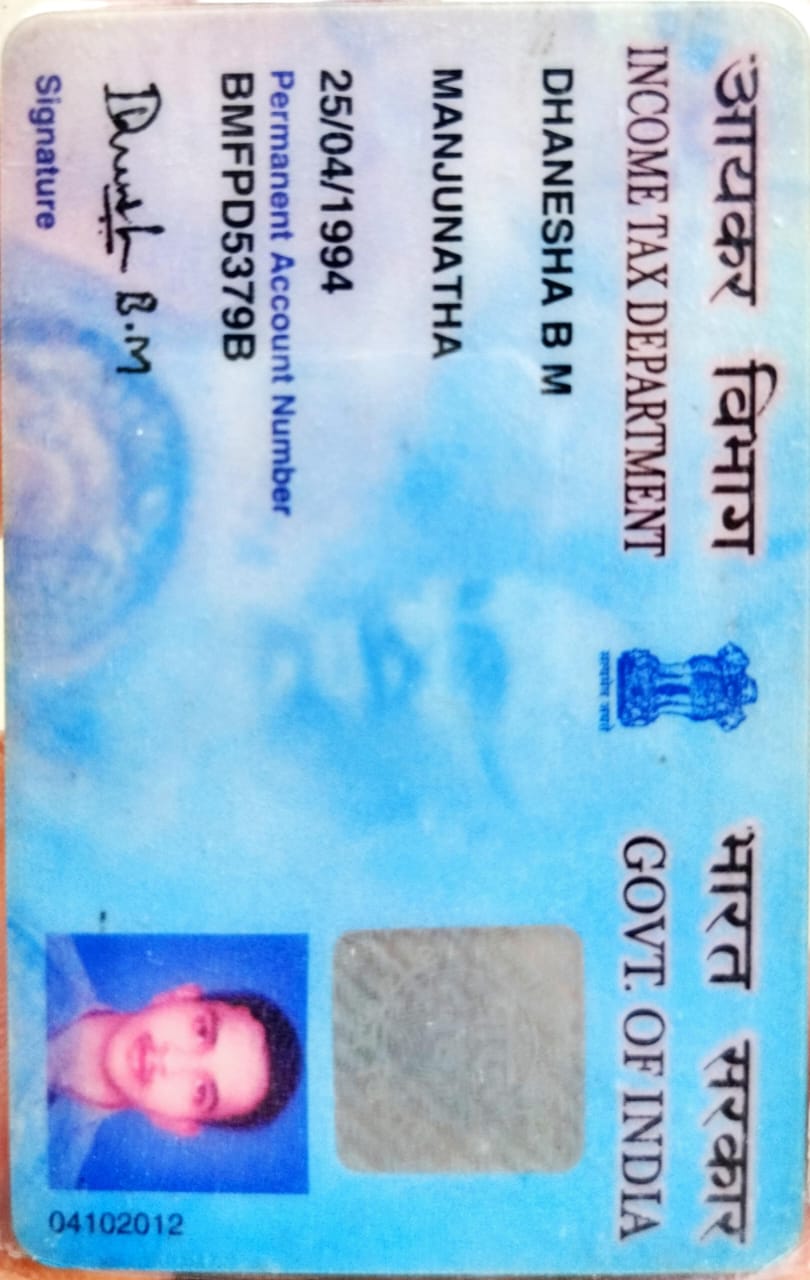 आयकर विभाग
INCOME TAX DEPARTMENT
भारत सरकार
GOVT. OF INDIA
सत्यमेव जयते
DHANESHA B M
MANJUNATHA
25/04/1994
Permanent Account Number
BMFPD5379B
B.M
Signature
04102012